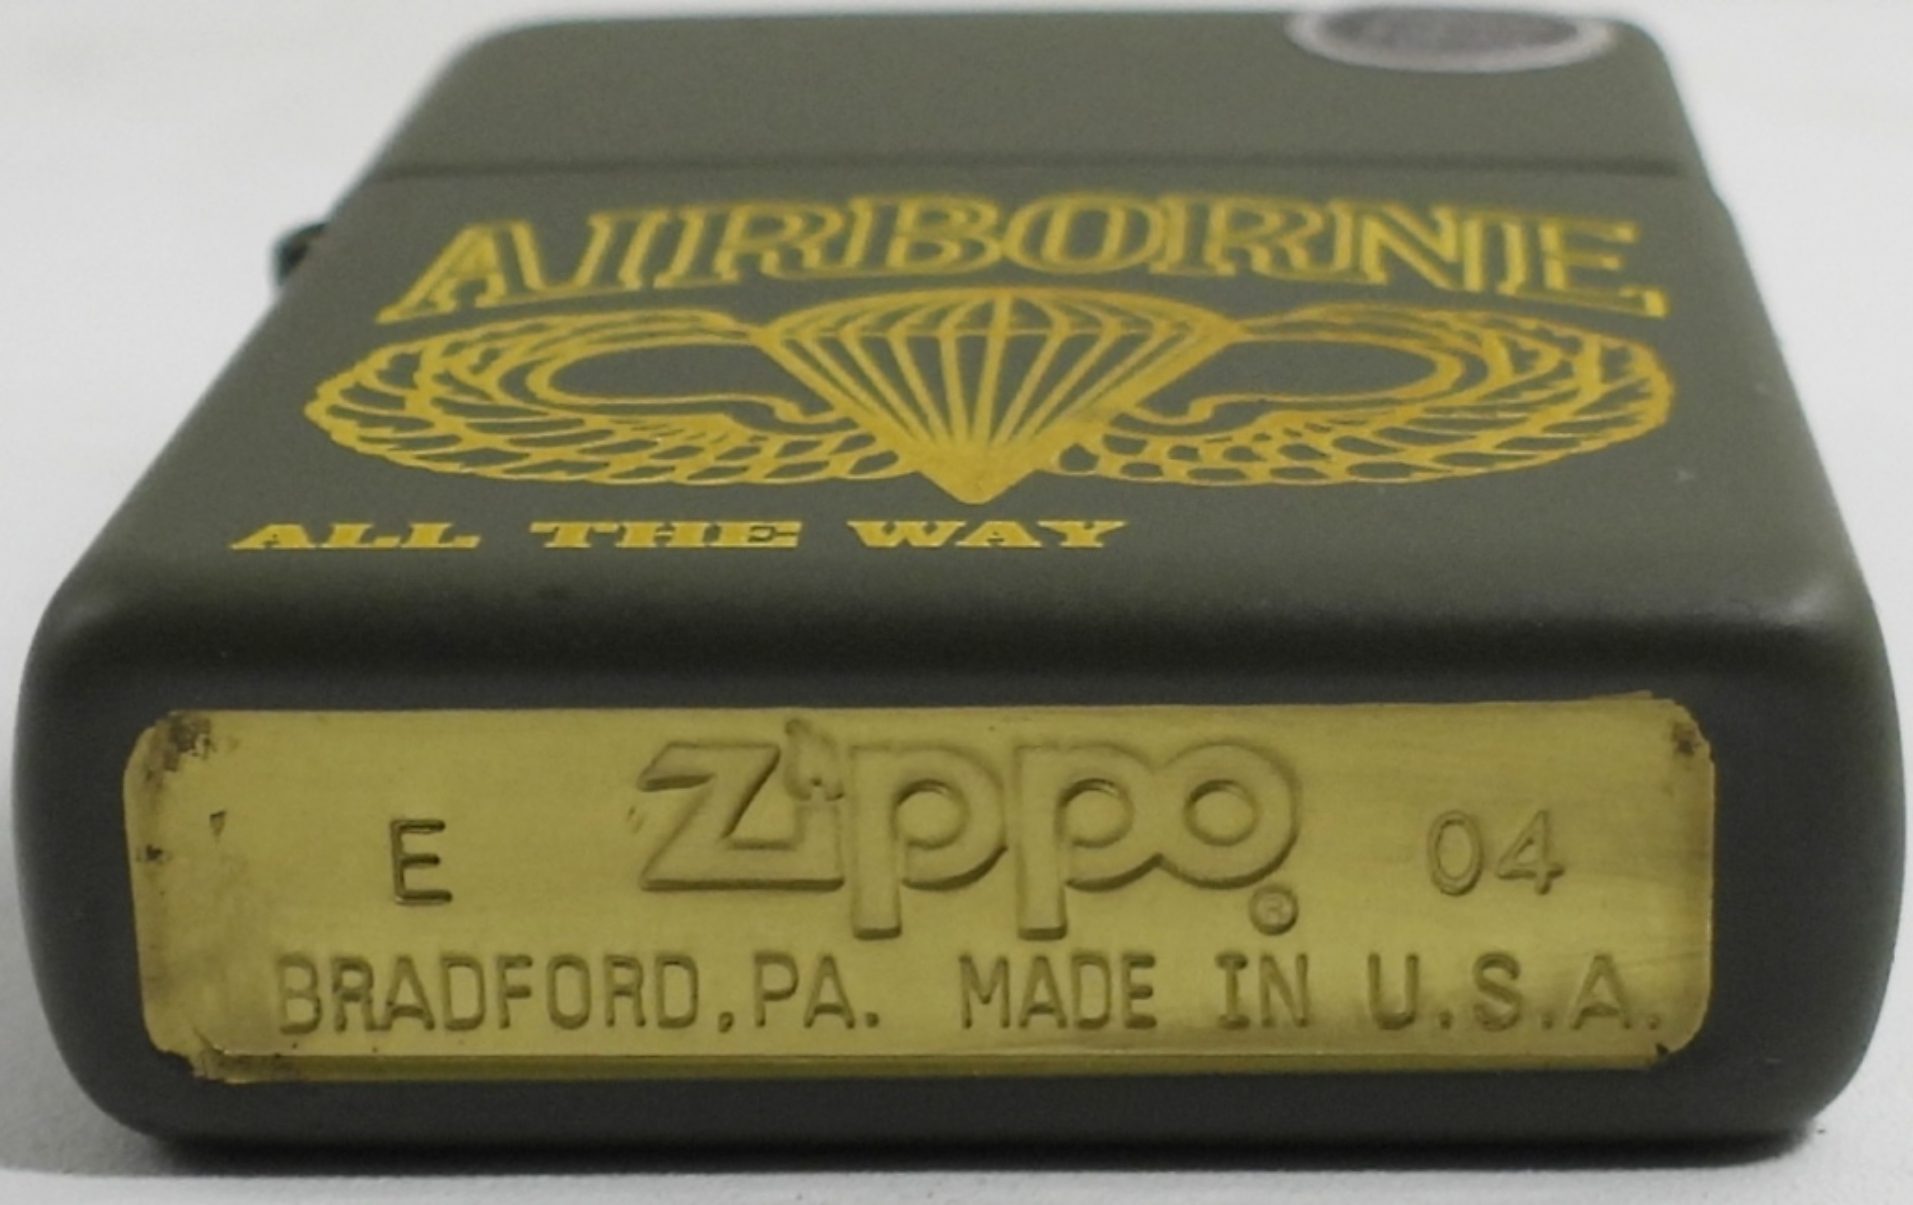 AIRBORNE
ALL THE WAY
E Zippo ® 04
BRADFORD, PA. MADE IN U.S.A.